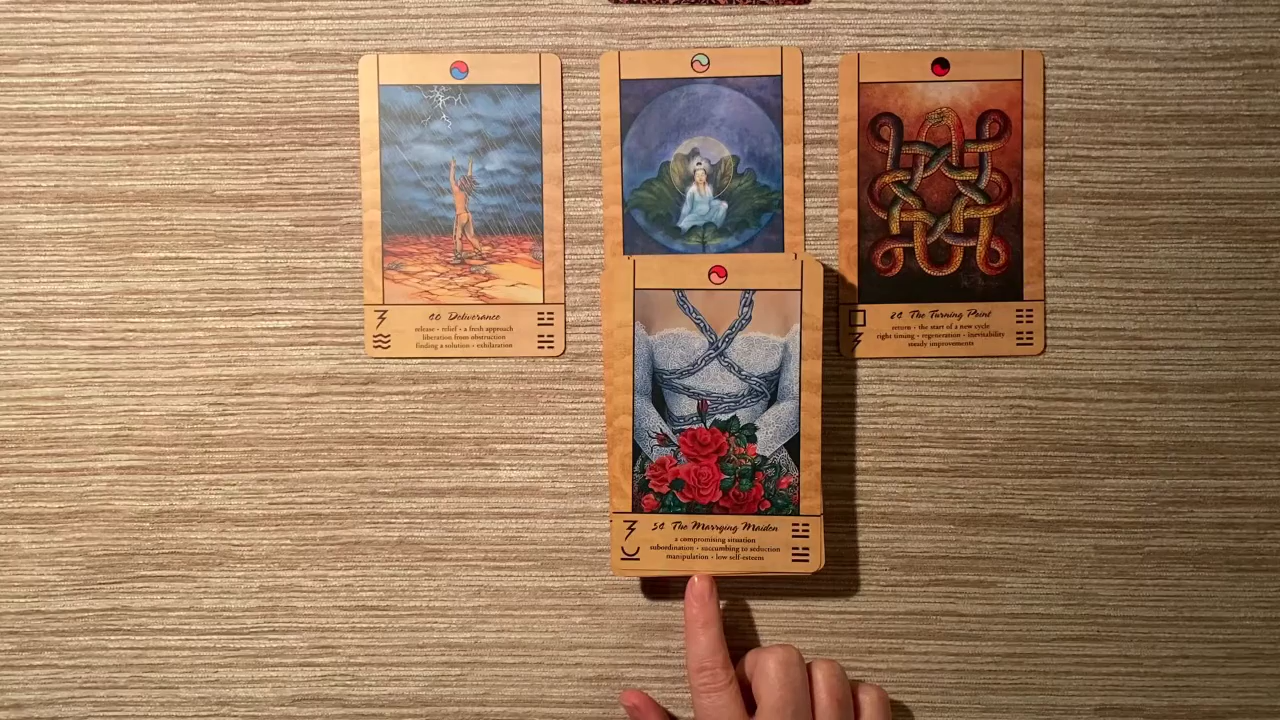 40 Deliverance
release • relief • a fresh approach
liberation from obstruction
finding a solution • exhilaration
24 The Turning Point
return • the start of a new cycle
right timing • regeneration • inevitability
steady improvements
54 The Marrying Maiden
a compromising situation
subordination • succumbing to seduction
manipulation • low self-esteem